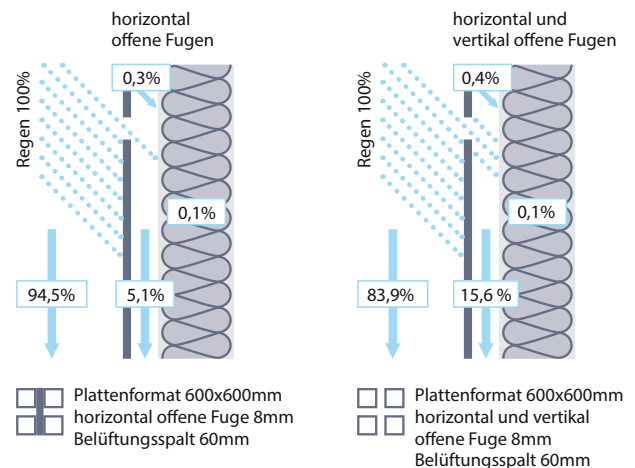 horizontal
offene Fugen
Regen 100%
0,3%
0,1%
94,5%
5,1%
Plattenformat 600x600mm
horizontal offene Fuge 8mm
Belüftungsspalt 60mm
horizontal und
vertikal offene Fugen
Regen 100%
0,4%
0,1%
83,9%
15,6 %
Plattenformat 600x600mm
horizontal und vertikal
offene Fuge 8mm
Belüftungsspalt 60mm